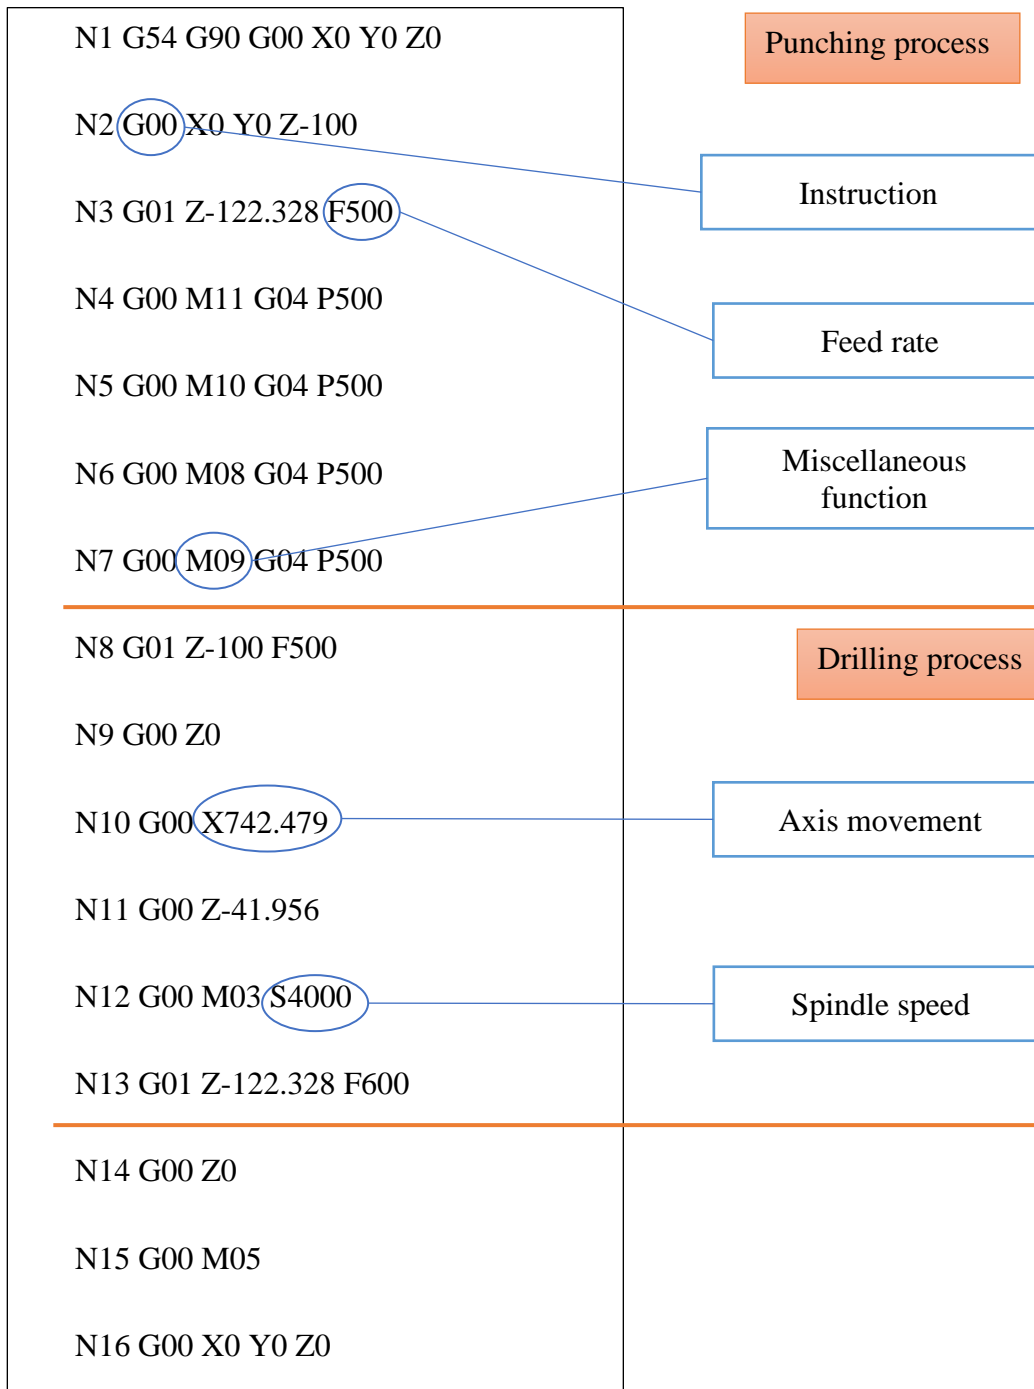 N1 G54 G90 G00 X0 Y0 Z0
Punching process
N2 G00 X0 Y0 Z-100
Instruction
N3 G01 Z-122.328 F500
N4 G00 M11 G04 P500
Feed rate
N5 G00 M10 G04 P500
N6 G00 M08 G04 P500
Miscellaneous
function
N7 G00 M09 G04 P500
N8 G01 Z-100 F500
Drilling process
N9 G00 Z0
N10 G00 X742.479
Axis movement
N11 G00 Z-41.956
N12 G00 M03 S4000
Spindle speed
N13 G01 Z-122.328 F600
N14 G00 Z0
N15 G00 M05
N16 G00 X0 Y0 Z0